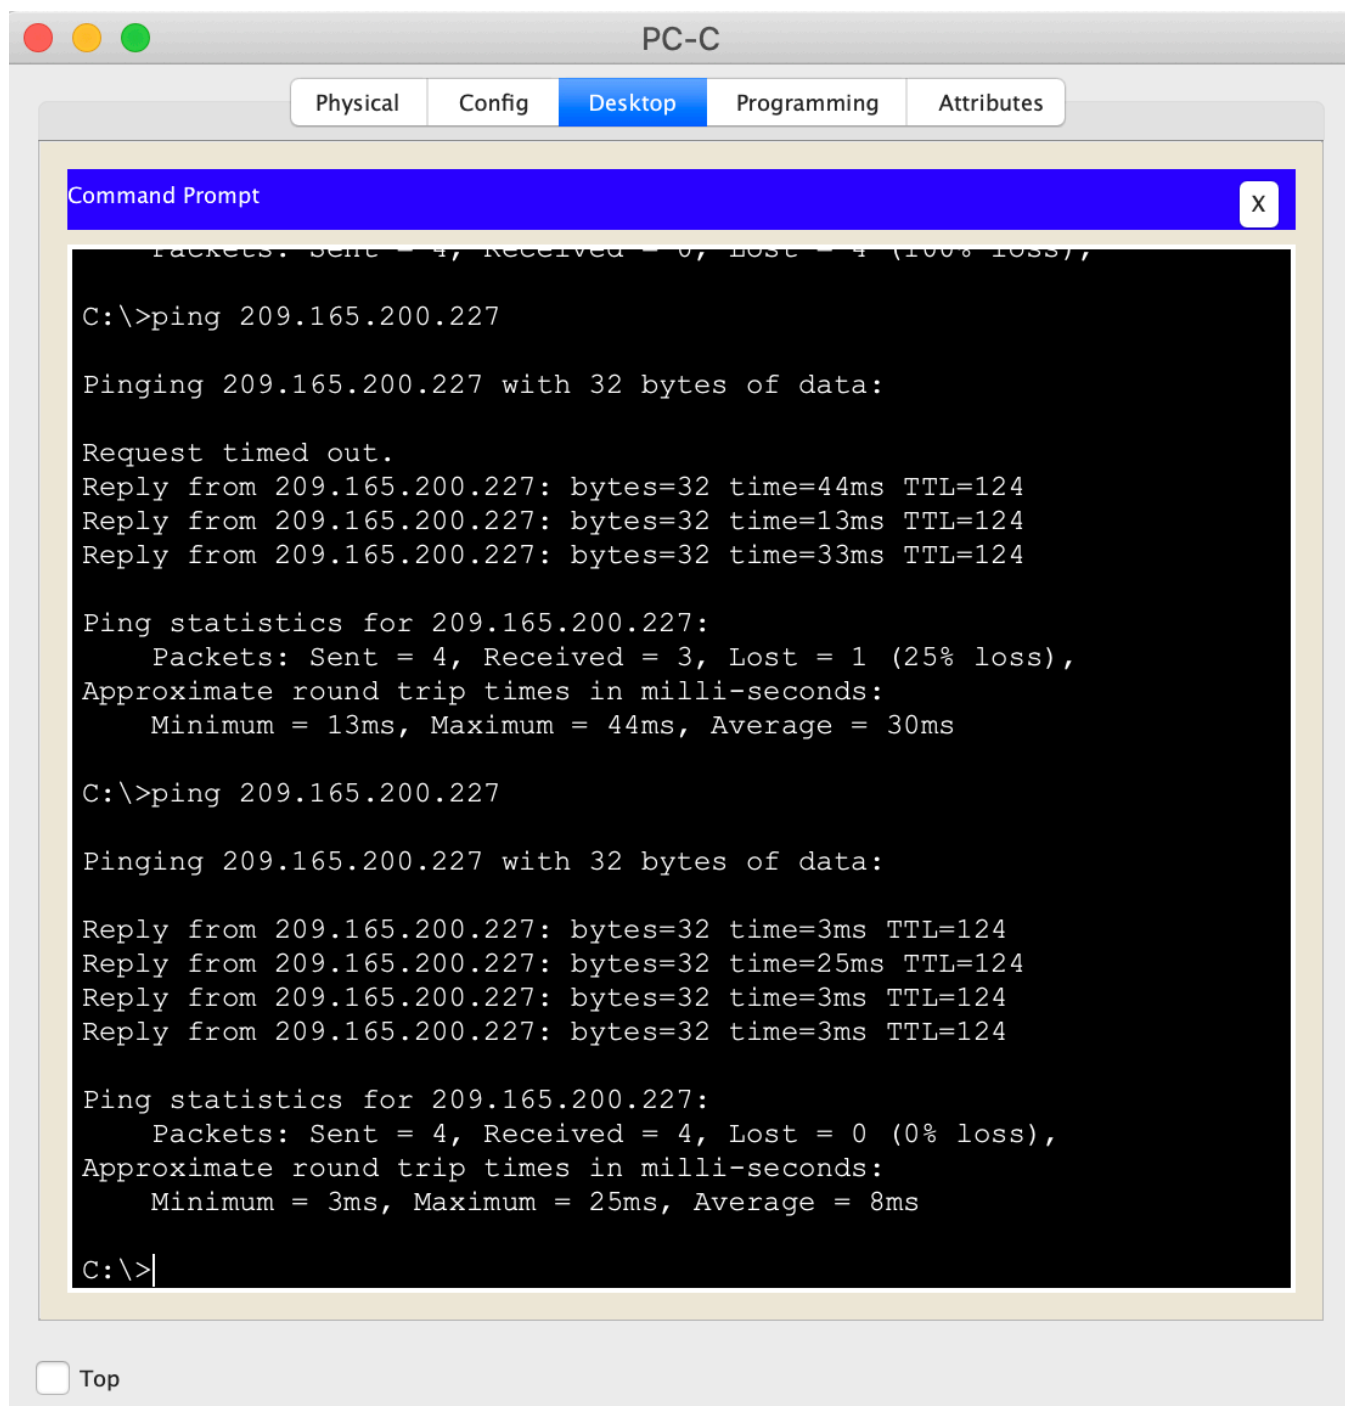 PC-C
Physical Config Desktop Programming Attributes
Command Prompt
X
Packets: Sent = 4, Received = 0, Lost = 4 (100% loss),
C:\>ping 209.165.200.227
Pinging 209.165.200.227 with 32 bytes of data:
Request timed out.
Reply from 209.165.200.227: bytes=32 time=44ms TTL=124
Reply from 209.165.200.227: bytes=32 time=13ms TTL=124
Reply from 209.165.200.227: bytes=32 time=33ms TTL=124
Ping statistics for 209.165.200.227:
Packets: Sent = 4, Received = 3, Lost = 1 (25% loss),
Approximate round trip times in milli-seconds:
Minimum = 13ms, Maximum = 44ms, Average = 30ms
C:\>ping 209.165.200.227
Pinging 209.165.200.227 with 32 bytes of data:
Reply from 209.165.200.227: bytes=32 time=3ms TTL=124
Reply from 209.165.200.227: bytes=32 time=25ms TTL=124
Reply from 209.165.200.227: bytes=32 time=3ms TTL=124
Reply from 209.165.200.227: bytes=32 time=3ms TTL=124
Ping statistics for 209.165.200.227:
Packets: Sent = 4, Received = 4, Lost = 0 (0% loss),
Approximate round trip times in milli-seconds:
Minimum = 3ms, Maximum = 25ms, Average = 8ms
C:\>
Top